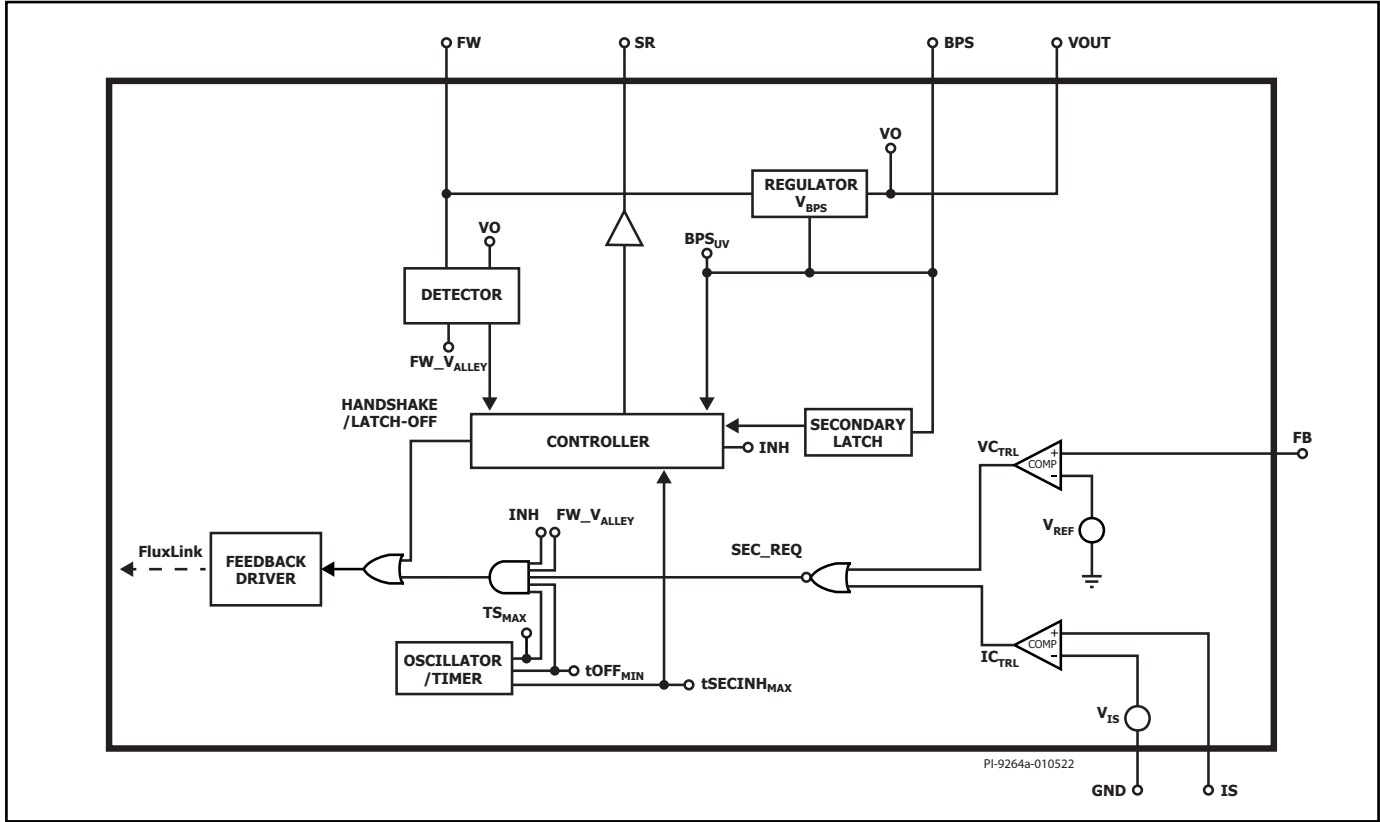 FW
SR
BPS
VOUT
VO
REGULATOR
VBPS
VO
BPSUV
DETECTOR
FW_VALLEY
HANDSHAKE
/LATCH-OFF
CONTROLLER
INH
SECONDARY
LATCH
FB
VCTRL
COMP
+
–
VREF
INH
FW_VALLEY
SEC_REQ
FluxLink
FEEDBACK
DRIVER
TSMAX
OSCILLATOR
/TIMER
tOFFMIN
tSECINHMAX
ICTRL
COMP
+
–
VIS
PI-9264a-010522
GND
IS